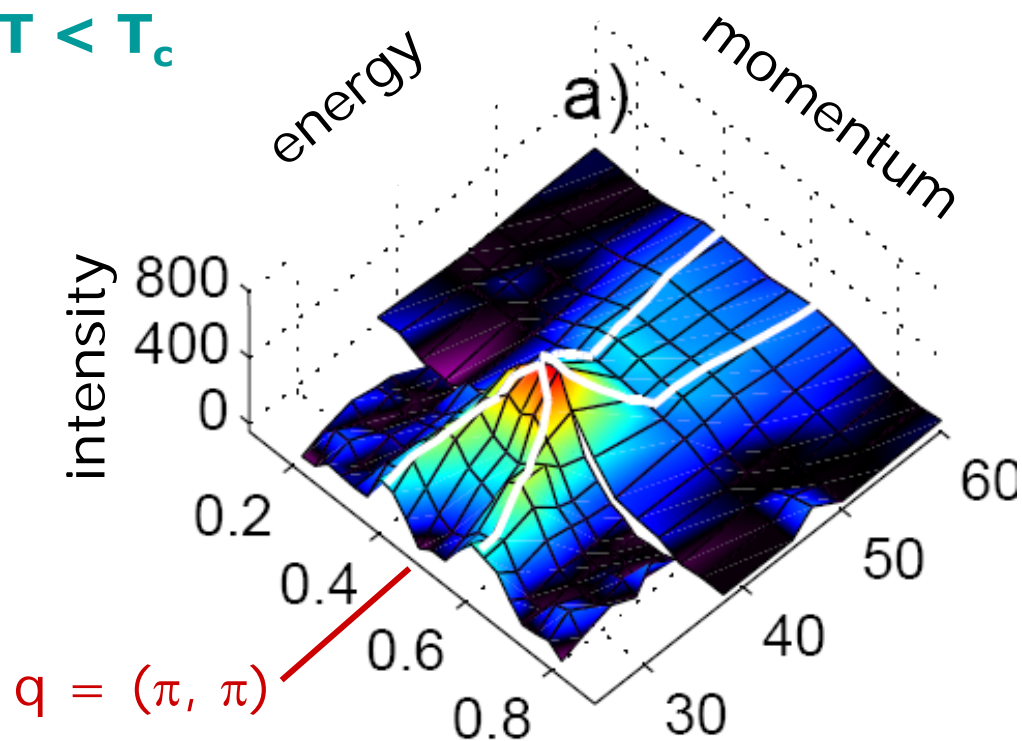 T < Tc
energy
momentum
a)
intensity
800
400
0
0.2
0.4
0.6
0.8
30
40
50
60
q = (π, π)